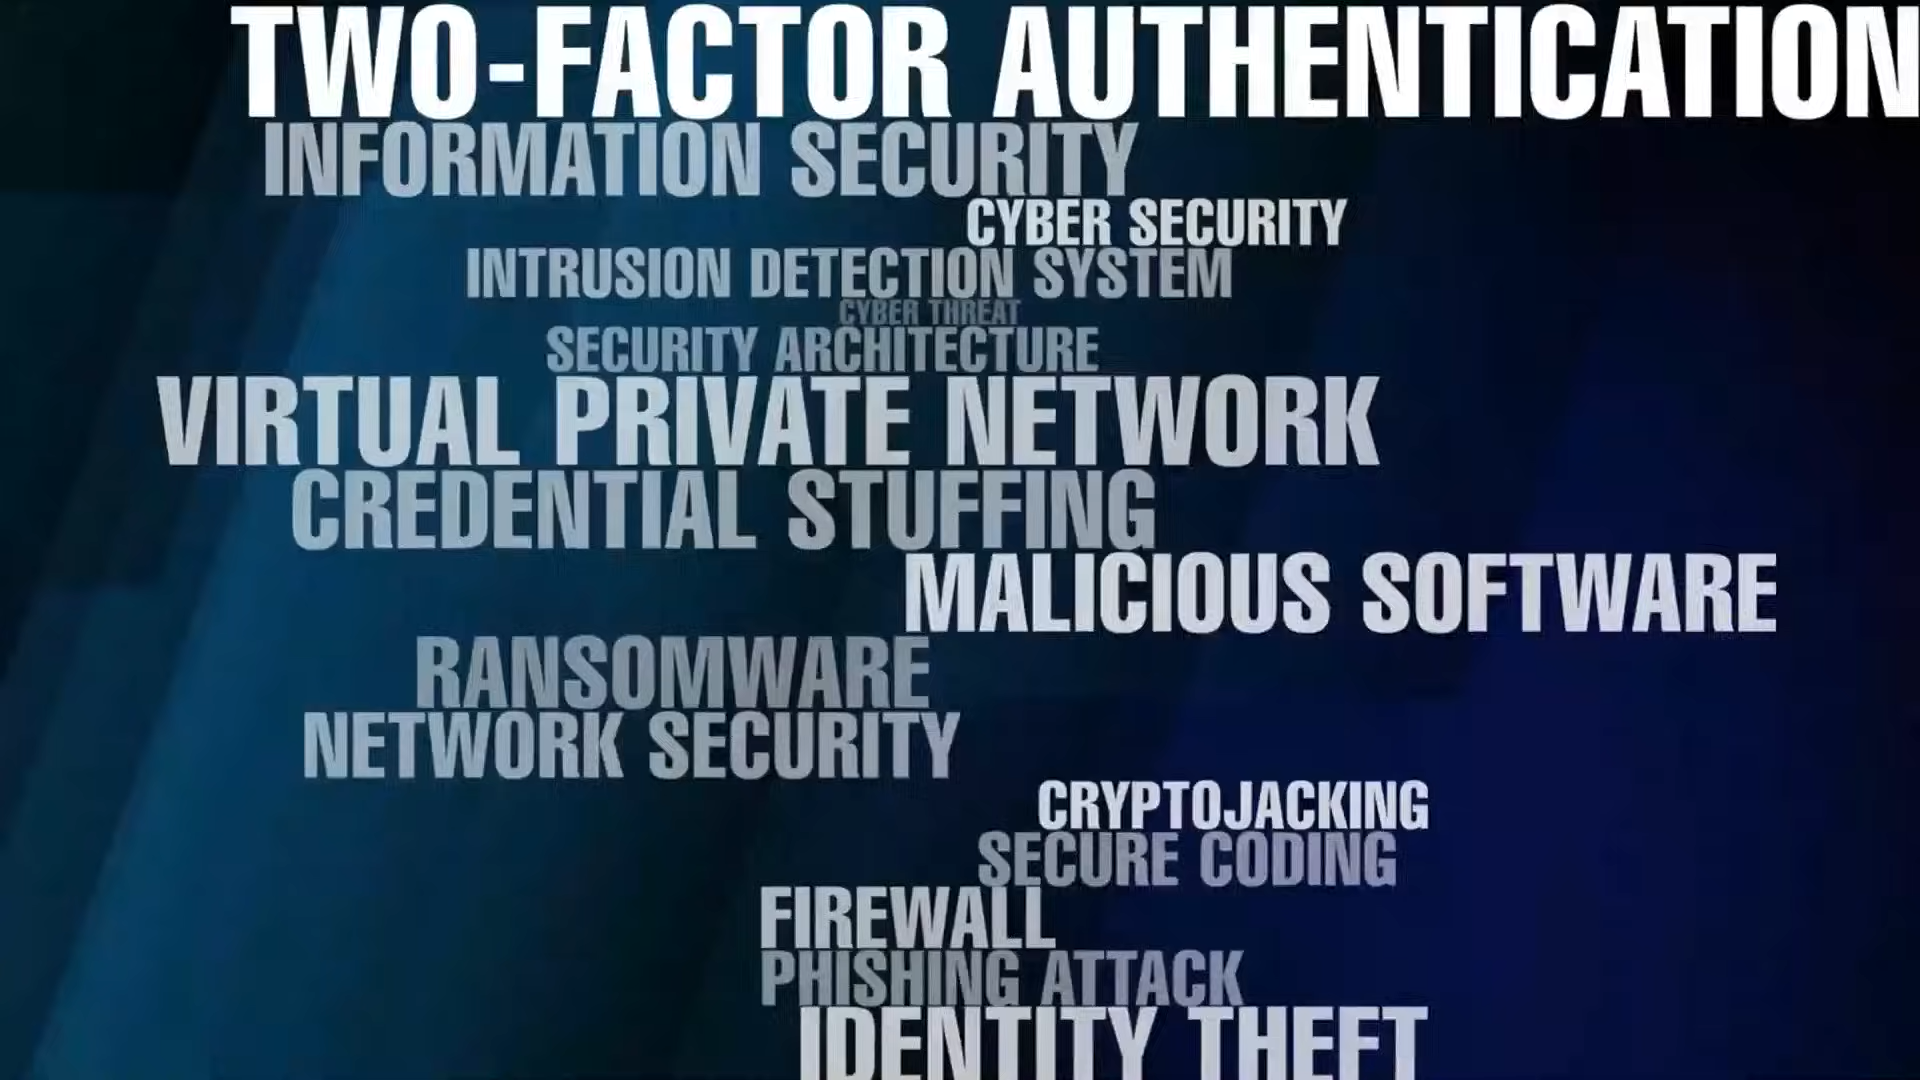 TWO-FACTOR AUTHENTICATION
INFORMATION SECURITY
CYBER SECURITY
INTRUSION DETECTION SYSTEM
CYBER THREAT
SECURITY ARCHITECTURE
VIRTUAL PRIVATE NETWORK
CREDENTIAL STUFFING
MALICIOUS SOFTWARE
RANSOMWARE
NETWORK SECURITY
CRYPTOJACKING
SECURE CODING
FIREWALL
PHISHING ATTACK
IDENTITY THEFT